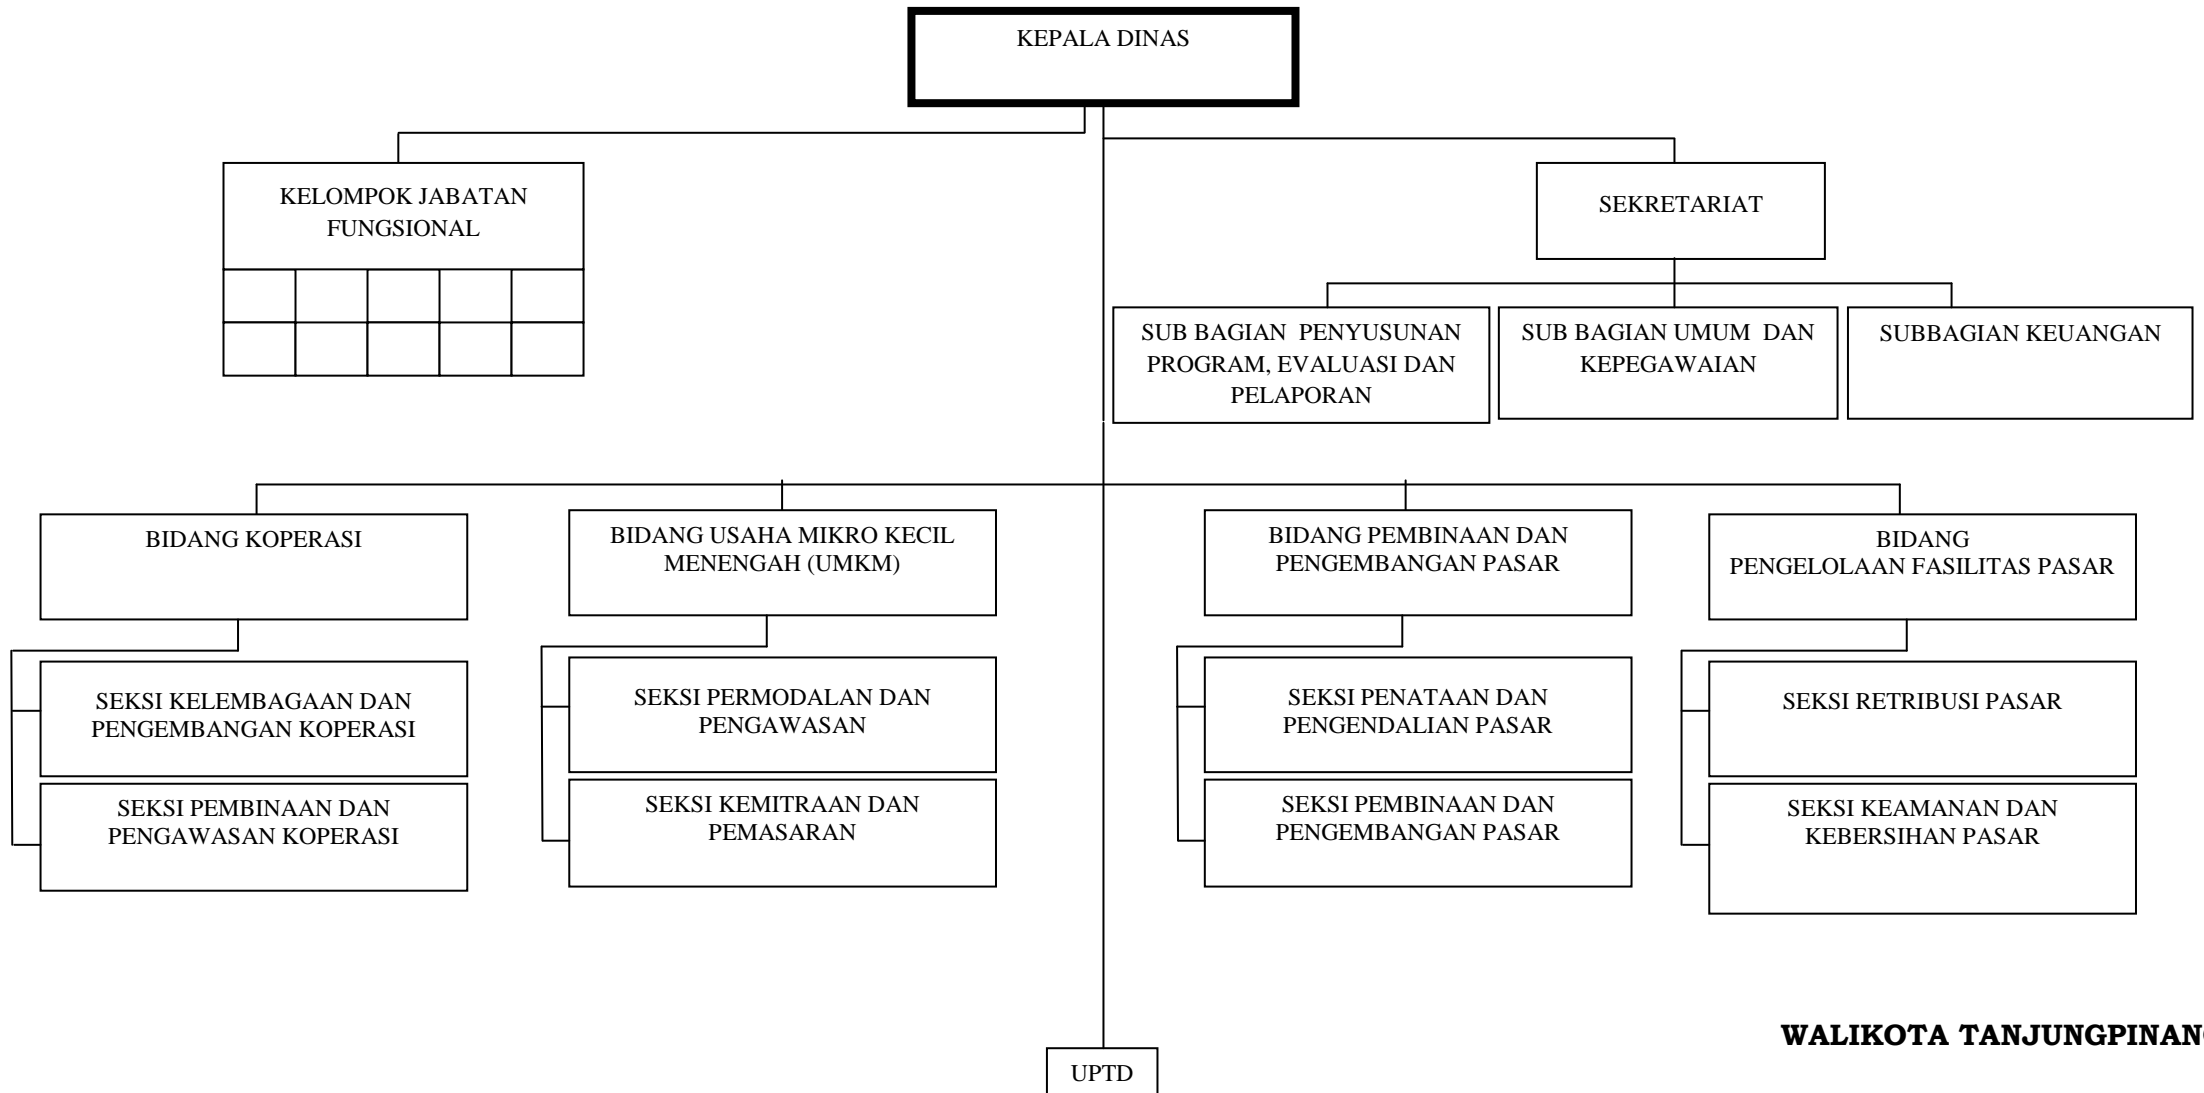 KEPALA DINAS
KELOMPOK JABATAN
FUNGSIONAL
SEKRETARIAT
SUB BAGIAN PENYUSUNAN
PROGRAM, EVALUASI DAN
PELAPORAN
SUB BAGIAN UMUM DAN
KEPEGAWAIAN
SUBBAGIAN KEUANGAN
BIDANG KOPERASI
BIDANG USAHA MIKRO KECIL
MENENGAH (UMKM)
BIDANG PEMBINAAN DAN
PENGEMBANGAN PASAR
BIDANG
PENGELOLAAN FASILITAS PASAR
SEKSI KELEMBAGAAN DAN
PENGEMBANGAN KOPERASI
SEKSI PERMODALAN DAN
PENGAWASAN
SEKSI PENATAAN DAN
PENGENDALIAN PASAR
SEKSI RETRIBUSI PASAR
SEKSI PEMBINAAN DAN
PENGAWASAN KOPERASI
SEKSI KEMITRAAN DAN
PEMASARAN
SEKSI PEMBINAAN DAN
PENGEMBANGAN PASAR
SEKSI KEAMANAN DAN
KEBERSIHAN PASAR
WALIKOTA TANJUNGPINAN
UPTD